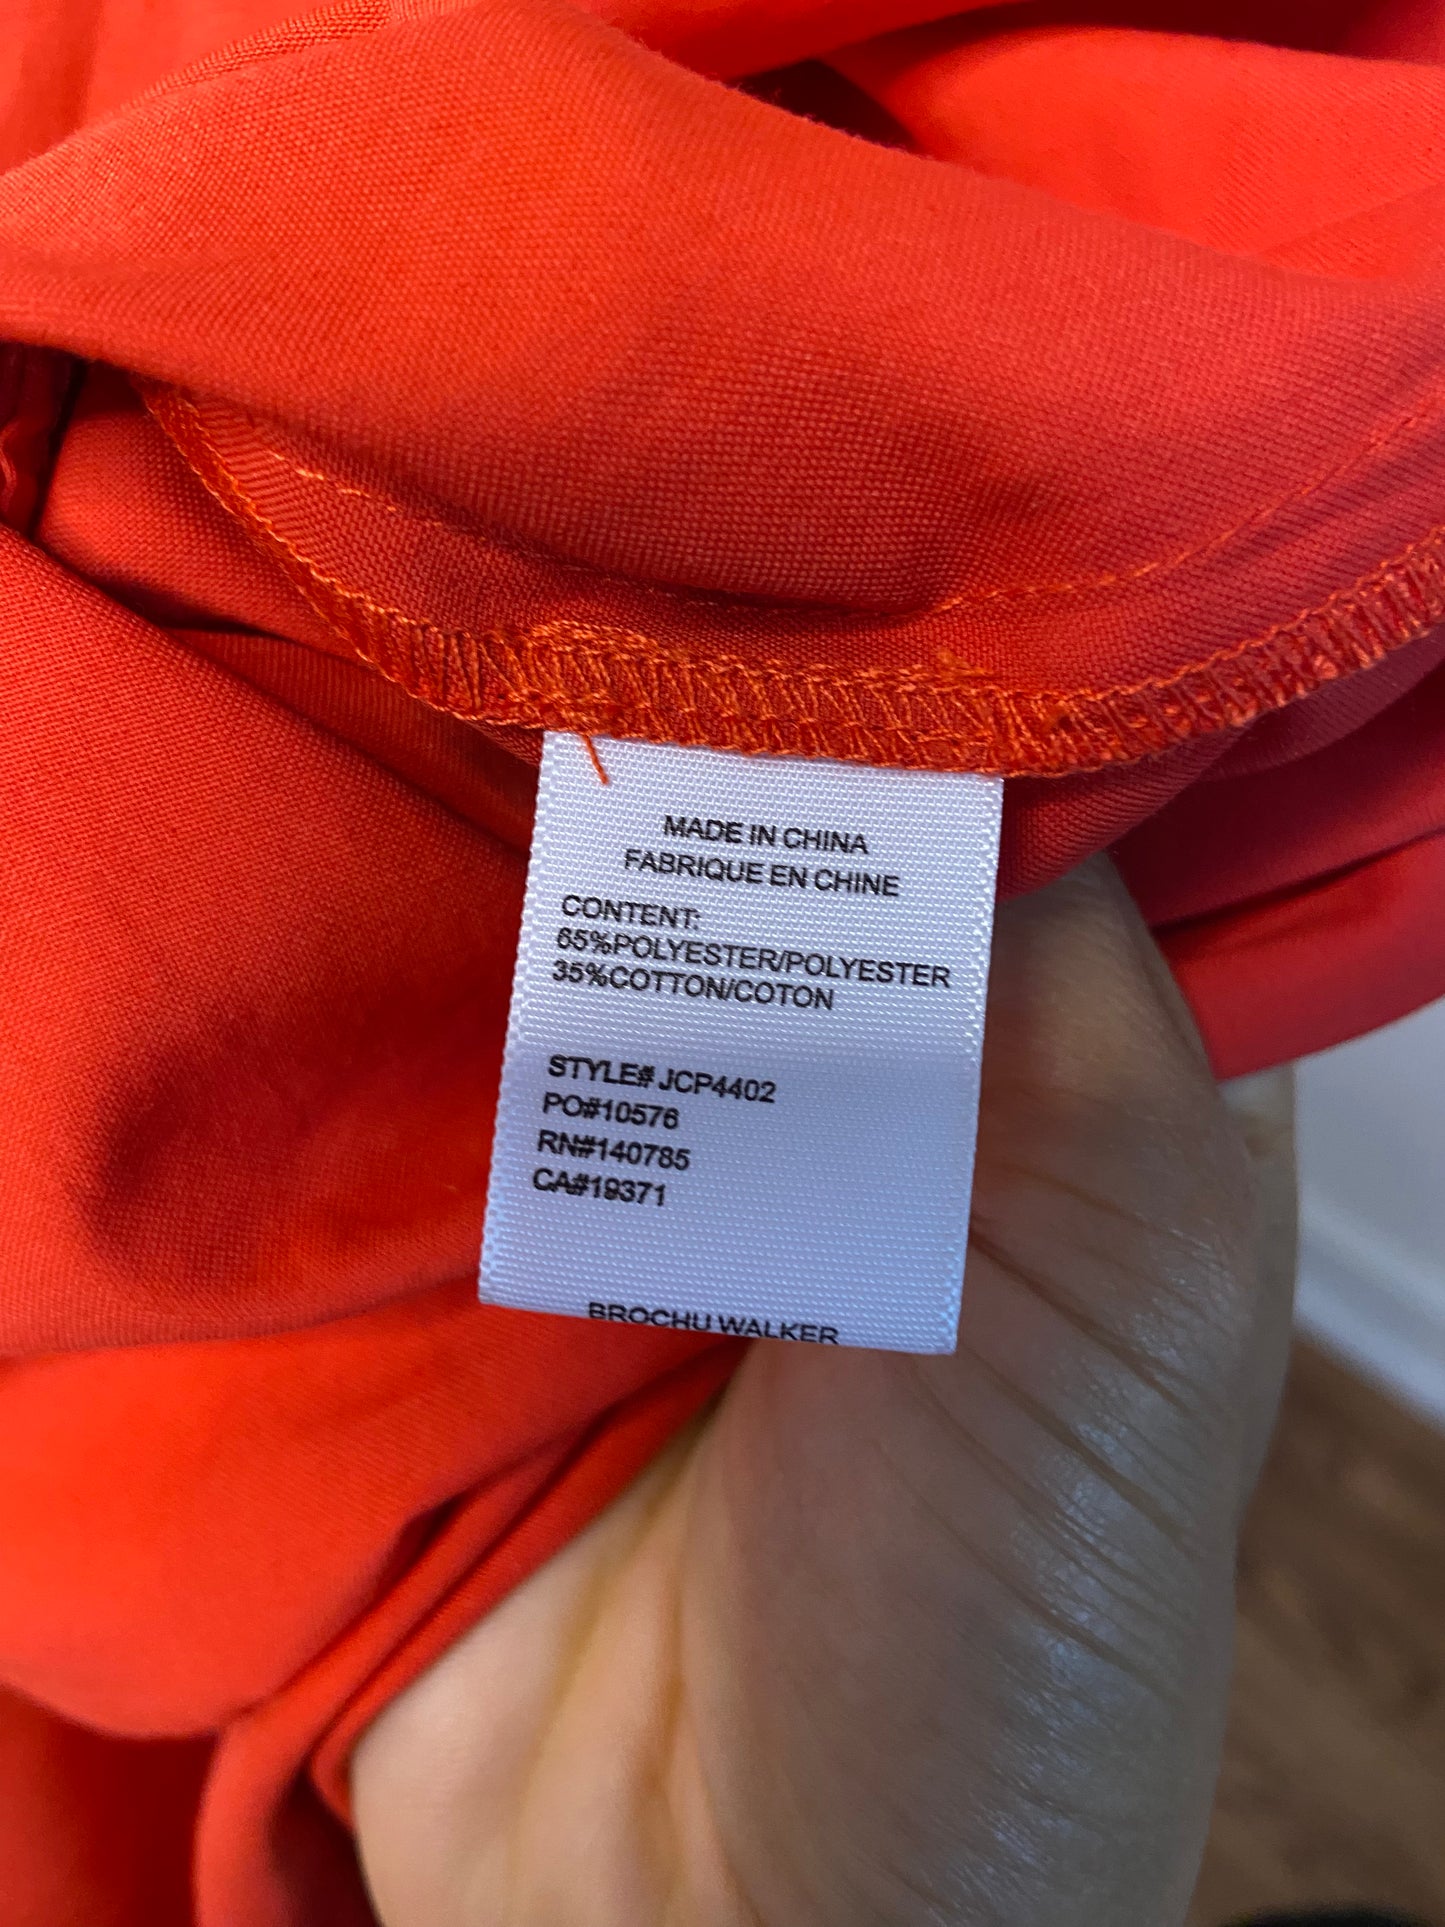 MADE IN CHINA
FABRIQUE EN CHINE
CONTENT:
65%POLYESTER/POLYESTER
35%COTTON/COTON
STYLE# JCP4402
PO#10576
RN#140785
CA#19371
BROCHU WALKER